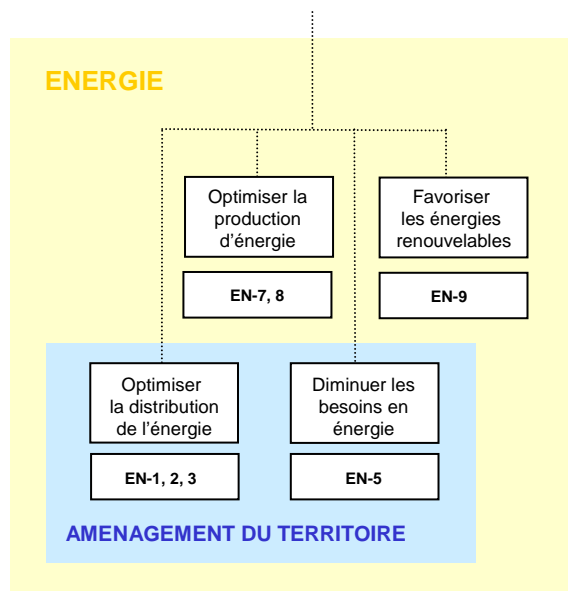 ENERGIE
Optimiser la
production
d'énergie
Favoriser
les énergies
renouvelables
EN-7, 8
EN-9
Optimiser
la distribution
de l'énergie
Diminuer les
besoins en
énergie
EN-1, 2, 3
EN-5
AMENAGEMENT DU TERRITOIRE